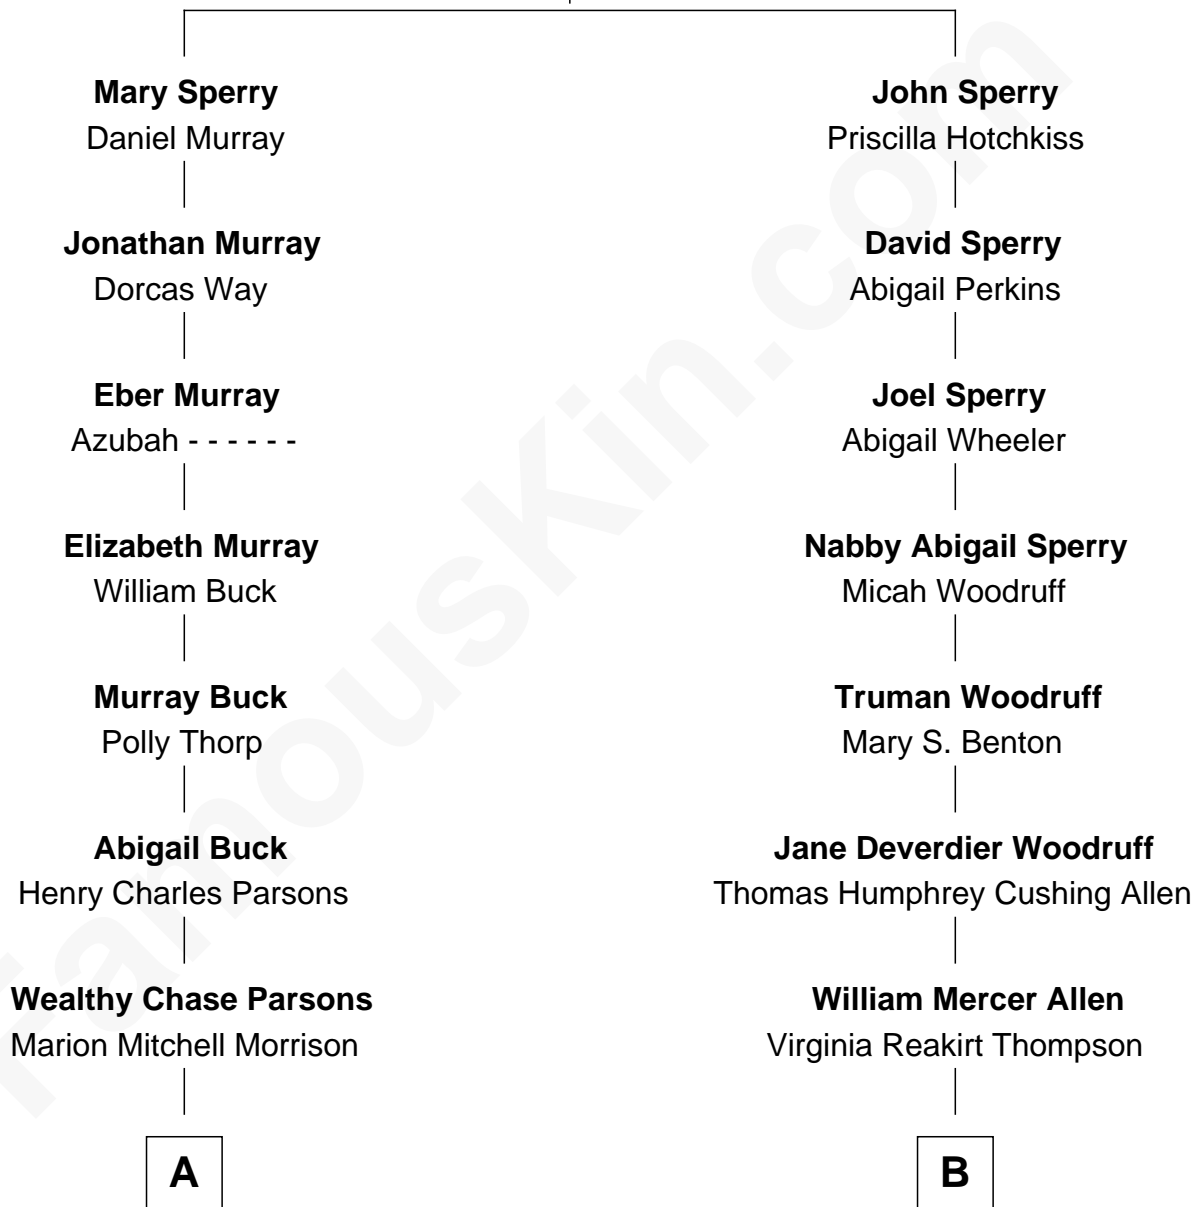 Mary Sperry
Daniel Murray
Jonathan Murray
Dorcas Way
Eber Murray
Azubah - - - - - -
Elizabeth Murray
William Buck
Murray Buck
Polly Thorp
Abigail Buck
Henry Charles Parsons
Wealthy Chase Parsons
Marion Mitchell Morrison
A
John Sperry
Priscilla Hotchkiss
David Sperry
Abigail Perkins
Joel Sperry
Abigail Wheeler
Nabby Abigail Sperry
Micah Woodruff
Truman Woodruff
Mary S. Benton
Jane Deverdier Woodruff
Thomas Humphrey Cushing Allen
William Mercer Allen
Virginia Reakirt Thompson
B
FamousKin.com